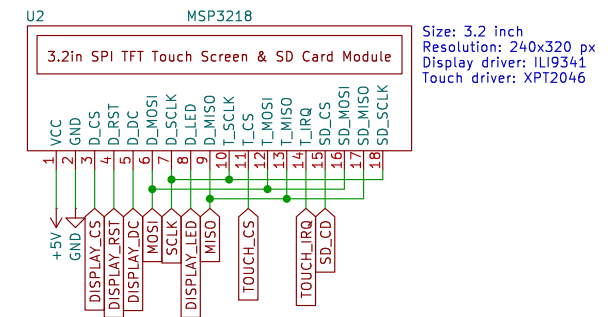 U2
MSP3218
3.2in SPI TFT Touch Screen & SD Card Module
Size: 3.2 inch
Resolution: 240x320 px
Display driver: ILI9341
Touch driver: XPT2046
VCC
GND
D_CS
D_RST
D_DC
D_MOSI
D_SCLK
D_LED
D_MISO
T_SCLK
T_CS
T_MOSI
T_MISO
T_IRQ
SD_CS
SD_MOSI
SD_MISO
SD_SCLK
1
2
3
4
5
6
7
8
9
10
11
12
13
14
15
16
17
18
+5V
GND
DISPLAY_CS
DISPLAY_RST
DISPLAY_DC
MOSI
SCLK
DISPLAY_LED
MISO
TOUCH_CS
TOUCH_IRQ
SD_CD